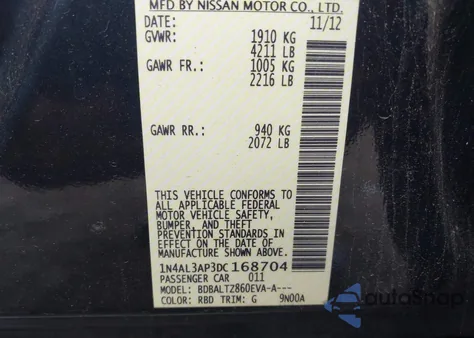 MFD BY NISSAN MOTOR CO., LTD.
DATE: 11/12
GVWR: 1910 KG
4211 LB
GAWR FR.: 1005 KG
2216 LB
GAWR RR.: 940 KG
2072 LB
THIS VEHICLE CONFORMS TO
ALL APPLICABLE FEDERAL
MOTOR VEHICLE SAFETY,
BUMPER, AND THEFT
PREVENTION STANDARDS IN
EFFECT ON THE DATE OF
MANUFACTURE SHOWN ABOVE.
1N4AL3AP3DC168704
PASSENGER CAR 011
MODEL: BDBALTZ860EVA-A---
COLOR: RBD TRIM: G 9N00A
autoSnap